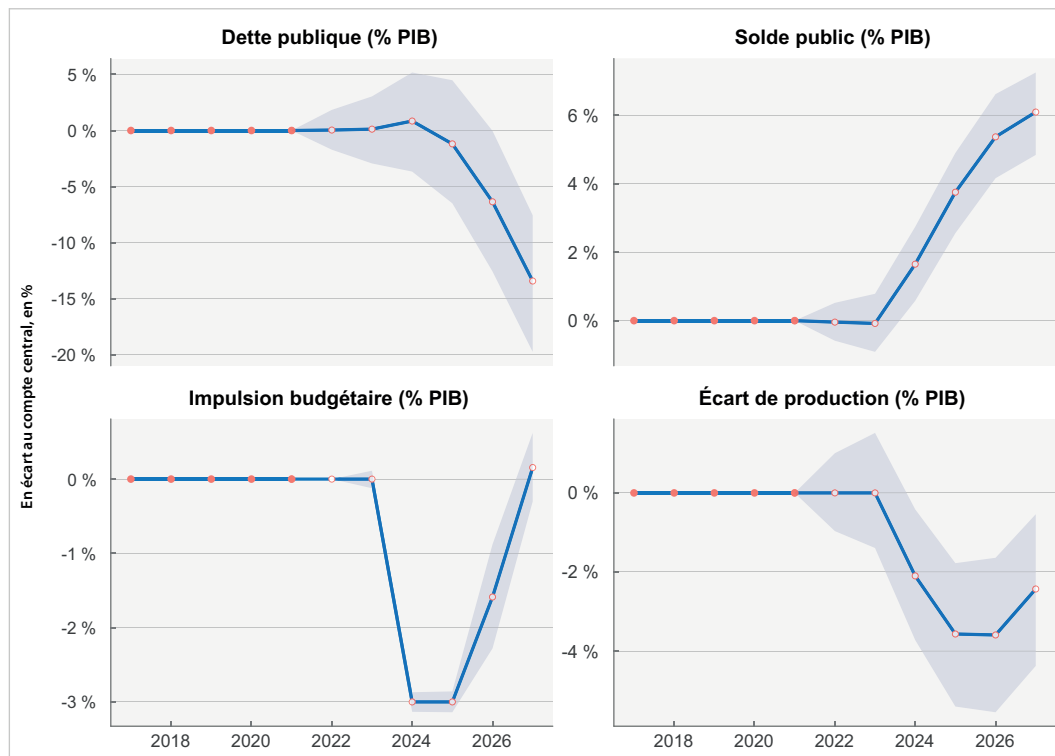 Dette publique (% PIB)
5 %
0 %
-5 %
-10 %
-15 %
-20 %
Solde public (% PIB)
6 %
4 %
2 %
0 %
En écart au compte central, en %
Impulsion budgétaire (% PIB)
0 %
-1 %
-2 %
-3 %
2018 2020 2022 2024 2026
Écart de production (% PIB)
0 %
-2 %
-4 %
2018 2020 2022 2024 2026